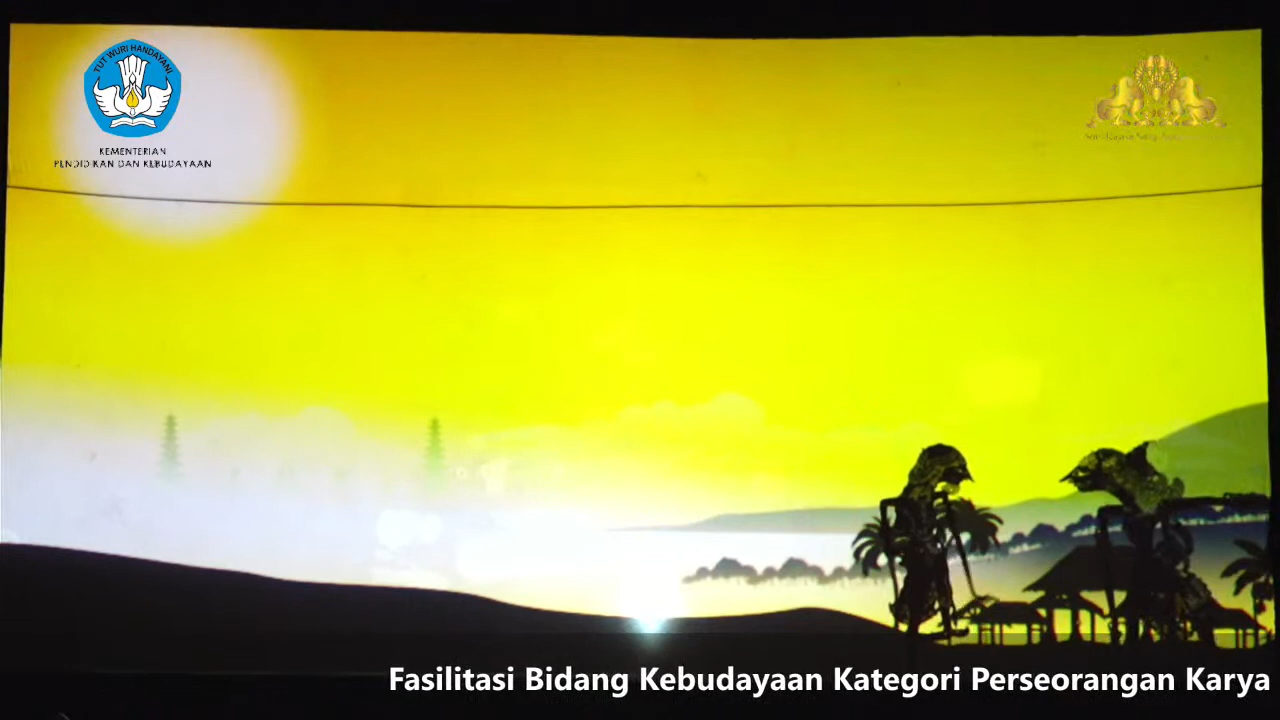 TUT WURI HANDAYANI
KEMENTERIAN
PENDIDIKAN DAN KEBUDAYAAN
Fasilitasi Bidang Kebudayaan Kategori Perseorangan Karya